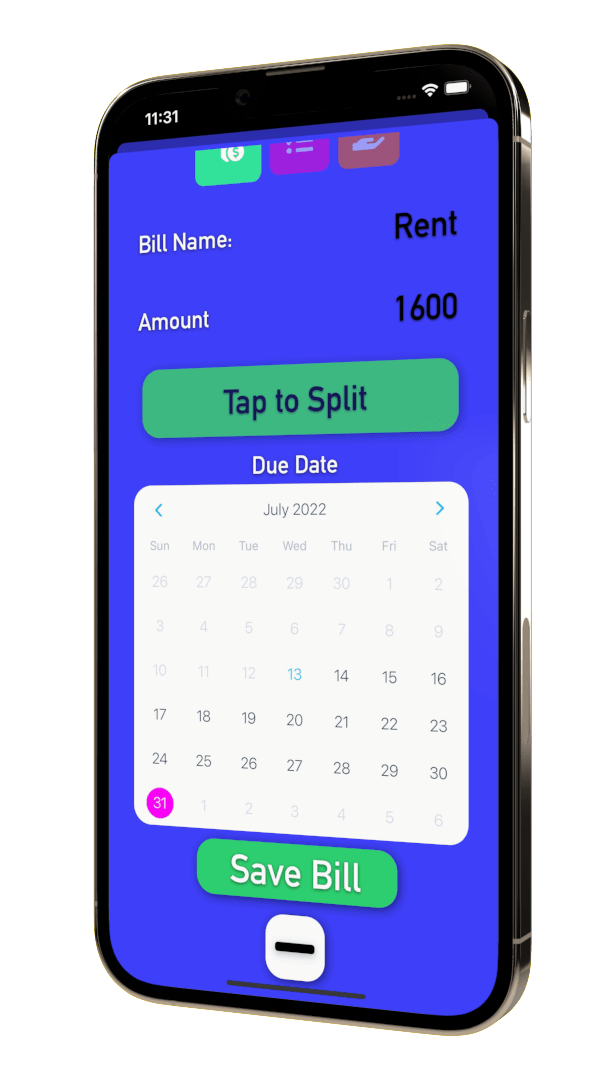 11:31
Bill Name: Rent
Amount 1600
Tap to Split
Due Date
July 2022
Sun Mon Tue Wed Thu Fri Sat
26 27 28 29 30 1 2
3 4 5 6 7 8 9
10 11 12 13 14 15 16
17 18 19 20 21 22 23
24 25 26 27 28 29 30
31 1 2 3 4 5 6
Save Bill